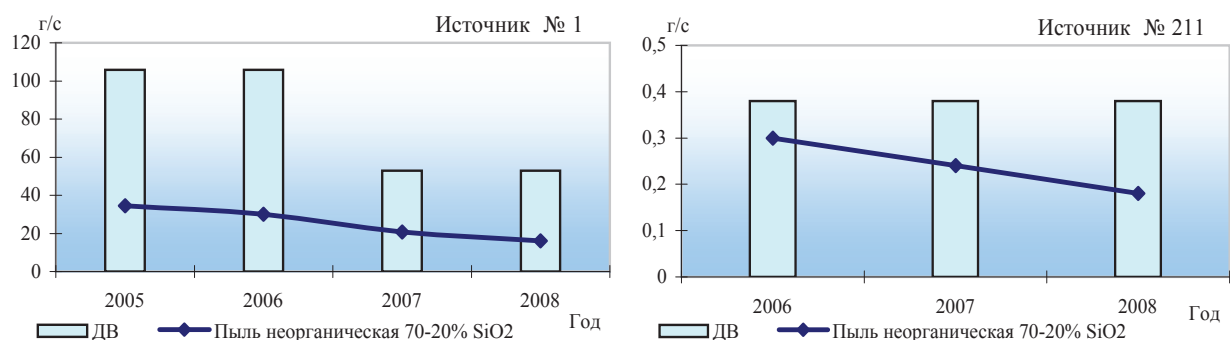 г/с
Источник № 1
120
100
80
60
40
20
0
2005 2006 2007 2008
Год
ДВ Пыль неорганическая 70-20% SiO2
г/с
Источник № 211
0,5
0,4
0,3
0,2
0,1
0
2006 2007 2008
Год
ДВ Пыль неорганическая 70-20% SiO2